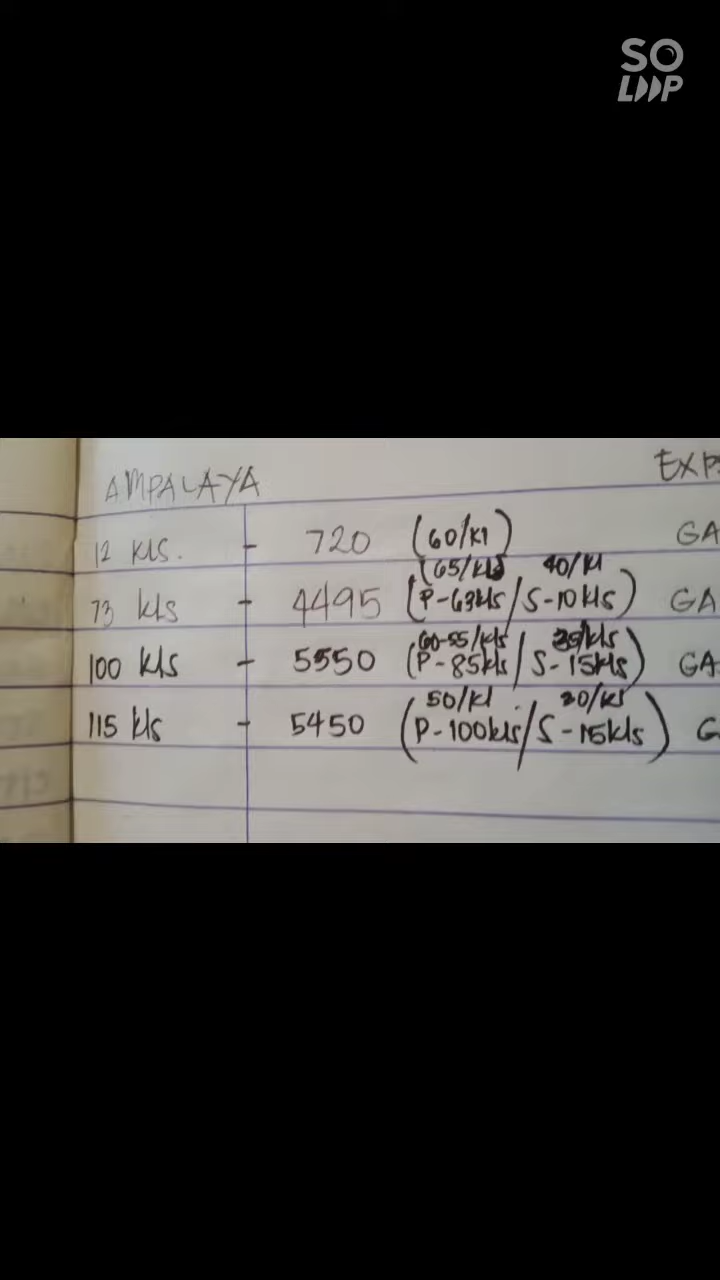 SO
LOOP
AMPALAYA EXP
12 kls. - 720 (60/kl) GA
(65/kls 40/kl
73 kls - 4495 (P-63kls/S-10kls) GA
60-55/kls 35/kls
100 kls - 5550 (P-85kls/S-15kls) GA
50/kl 30/kl
115 kls - 5450 (P-100kls/S-15kls) G